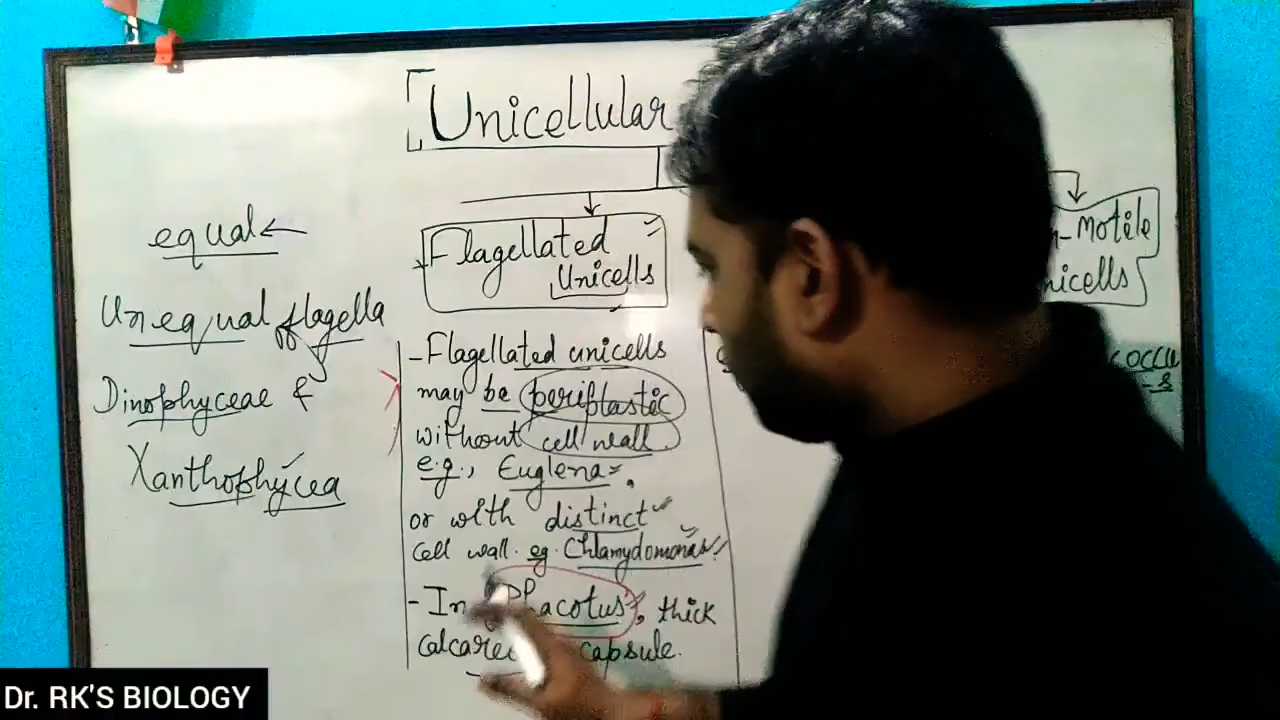 Unicellular
equal ←
Unequal flagella
Dinophyceae &
Xanthophycea
Flagellated
Unicells
- Flagellated unicells
may be periplastic
without cell wall
e.g., Euglena.
or with distinct
cell wall. eg. Chlamydomonas.
- In Phacotus, thick
capsule.
-Motile
nicells
Dr. RK'S BIOLOGY